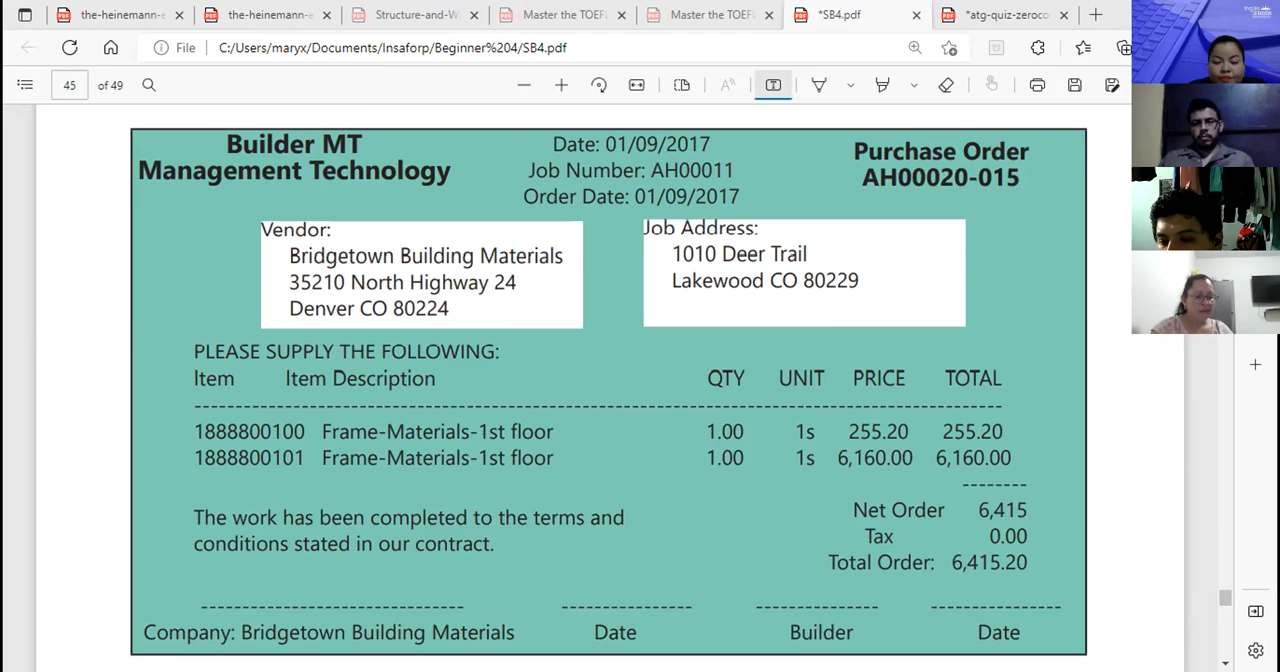 the-heinemann-e
the-heinemann-e
Structure-and-W
Master the TOEFL
Master the TOEFL
*SB4.pdf
*atg-quiz-zeroco
File C:/Users/maryx/Documents/Insaforp/Beginner%204/SB4.pdf
45 of 49
Builder MT
Management Technology
Date: 01/09/2017
Job Number: AH00011
Order Date: 01/09/2017
Purchase Order
AH00020-015
Vendor:
Bridgetown Building Materials
35210 North Highway 24
Denver CO 80224
Job Address:
1010 Deer Trail
Lakewood CO 80229
PLEASE SUPPLY THE FOLLOWING:
Item Item Description QTY UNIT PRICE TOTAL
1888800100 Frame-Materials-1st floor 1.00 1s 255.20 255.20
1888800101 Frame-Materials-1st floor 1.00 1s 6,160.00 6,160.00
Net Order 6,415
Tax 0.00
Total Order: 6,415.20
The work has been completed to the terms and
conditions stated in our contract.
Company: Bridgetown Building Materials Date Builder Date